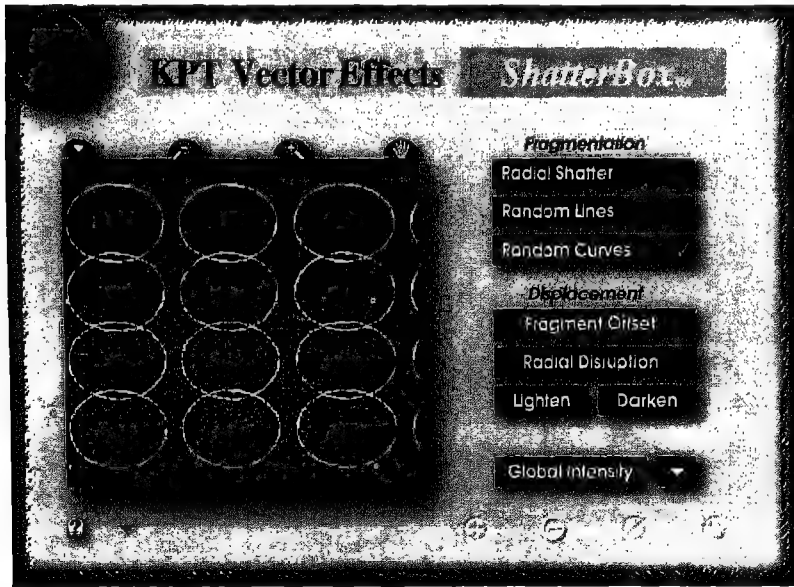 KPT Vector Effects
ShatterBox
Fragmentation
Radial Shatter
Random Lines
Random Curves
Displacement
Fragment Offset
Radial Disruption
Lighten
Darken
Global Intensity
?